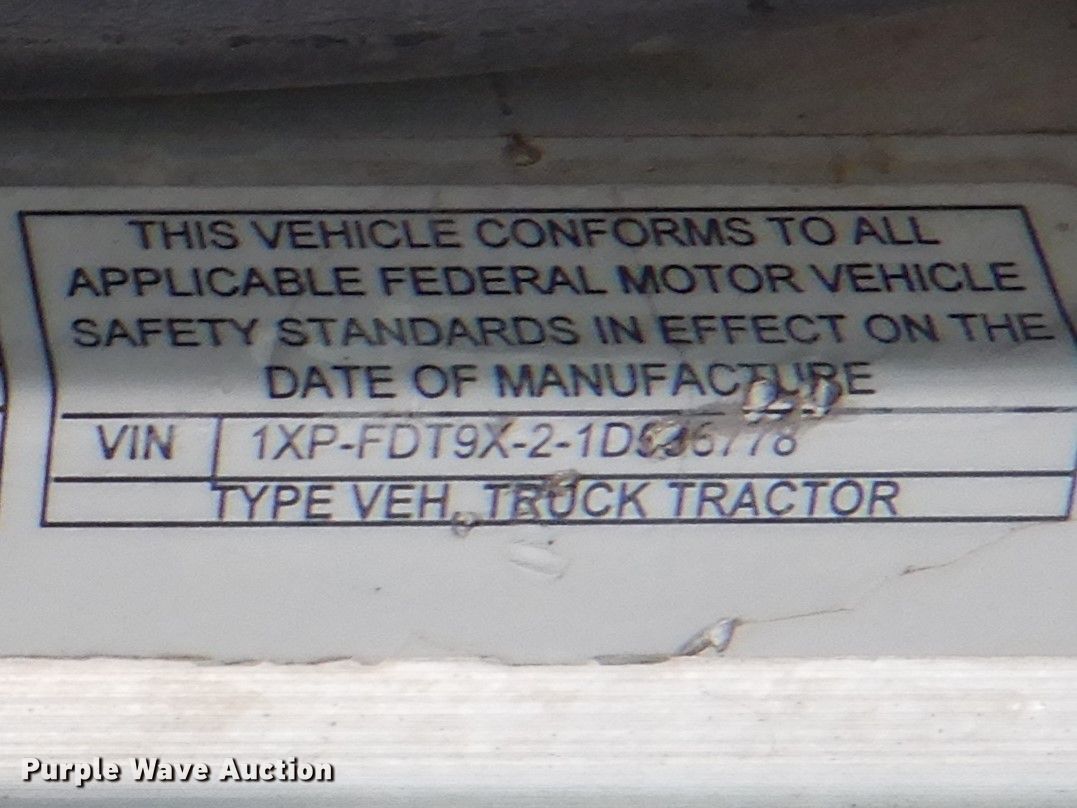 THIS VEHICLE CONFORMS TO ALL
APPLICABLE FEDERAL MOTOR VEHICLE
SAFETY STANDARDS IN EFFECT ON THE
DATE OF MANUFACTURE
VIN
TYPE VEH. TRUCK TRACTOR
Purple Wave Auction